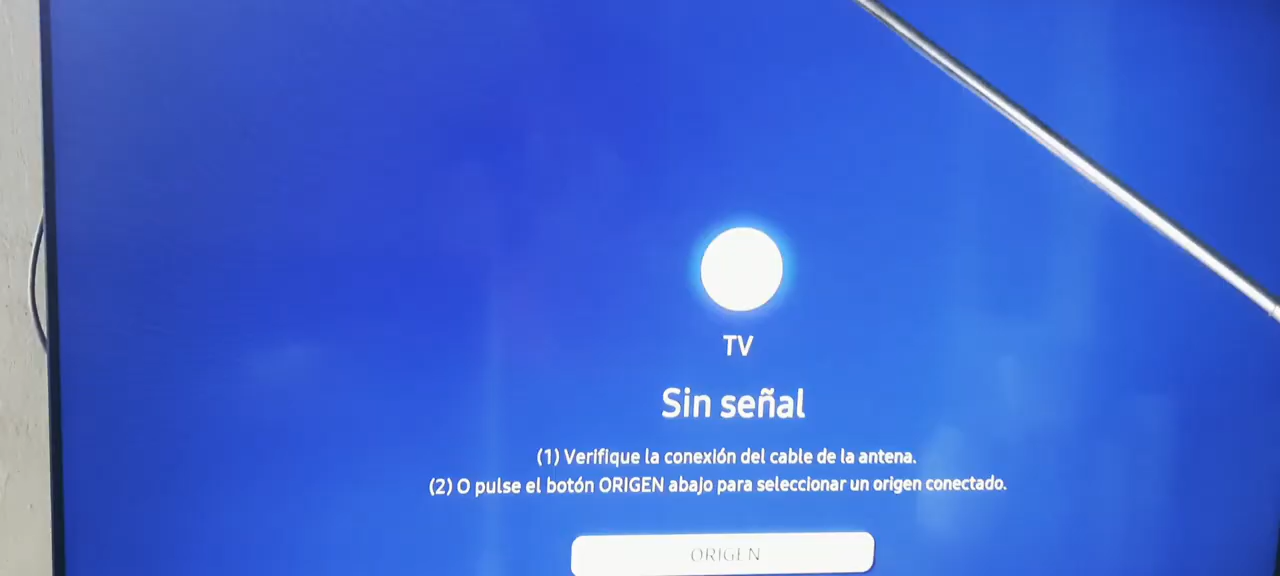 TV
Sin señal
(1) Verifique la conexión del cable de la antena.
(2) O pulse el botón ORIGEN abajo para seleccionar un origen conectado.
ORIGEN